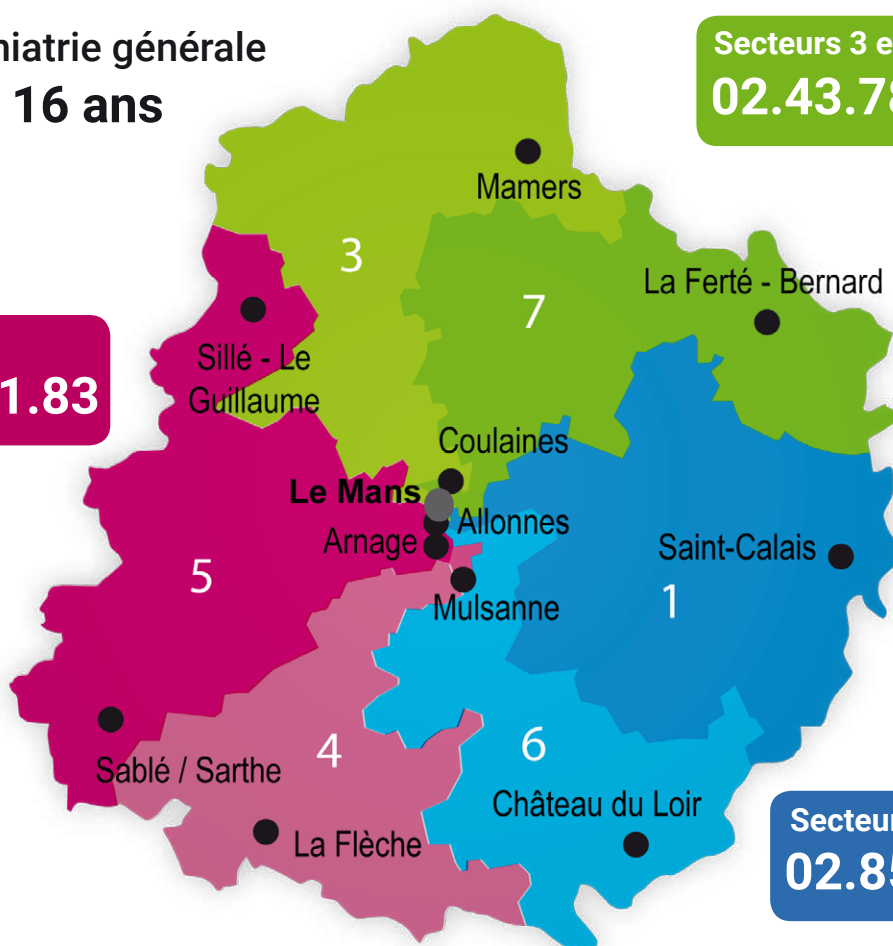 hiatrie générale
16 ans
Secteurs 3 e
02.43.78
Mamers
3
La Ferté - Bernard
7
Sillé - Le
Guillaume
1.83
Coulaines
Le Mans
Allonnes
Arnage
Saint-Calais
5
Mulsanne
1
Sablé / Sarthe
4
6
Château du Loir
La Flèche
Secteur
02.85